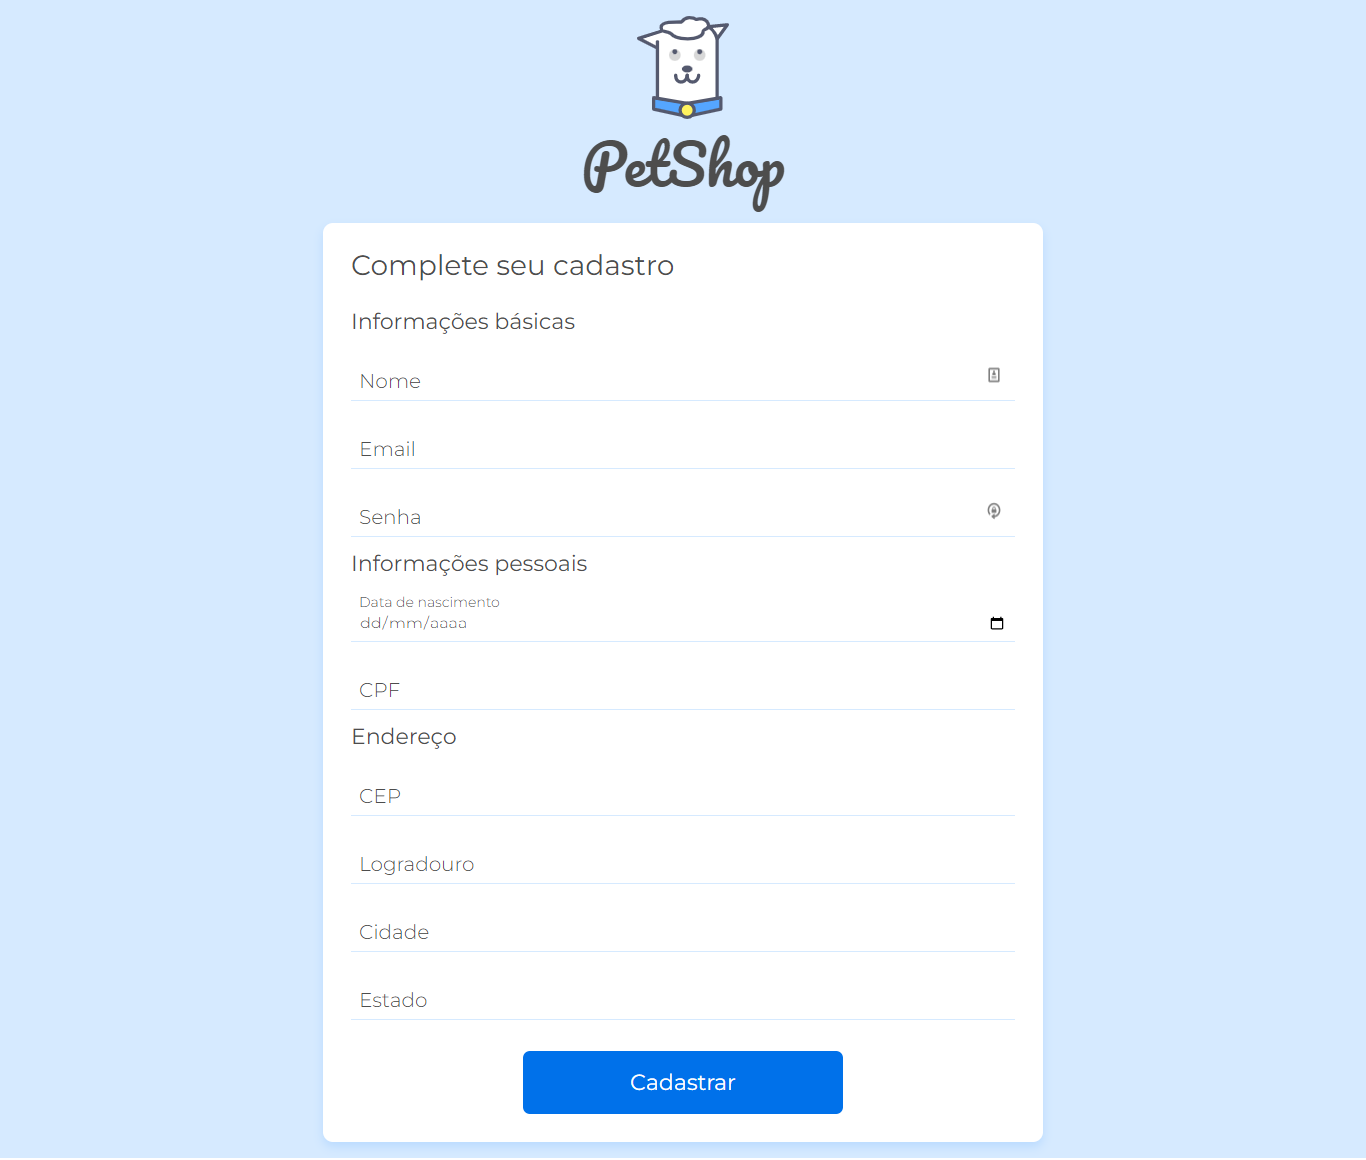 PetShop
Complete seu cadastro
Informações básicas
Nome
Email
Senha
Informações pessoais
Data de nascimento
dd/mm/aaaa
CPF
Endereço
CEP
Logradouro
Cidade
Estado
Cadastrar